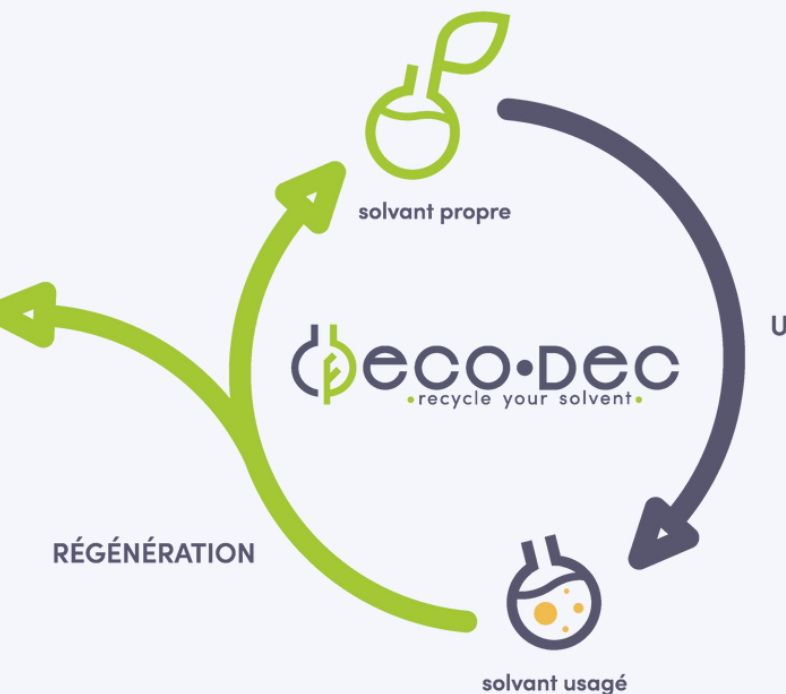 solvant propre
eco•Dec
•recycle your solvent•
U
RÉGÉNÉRATION
solvant usagé